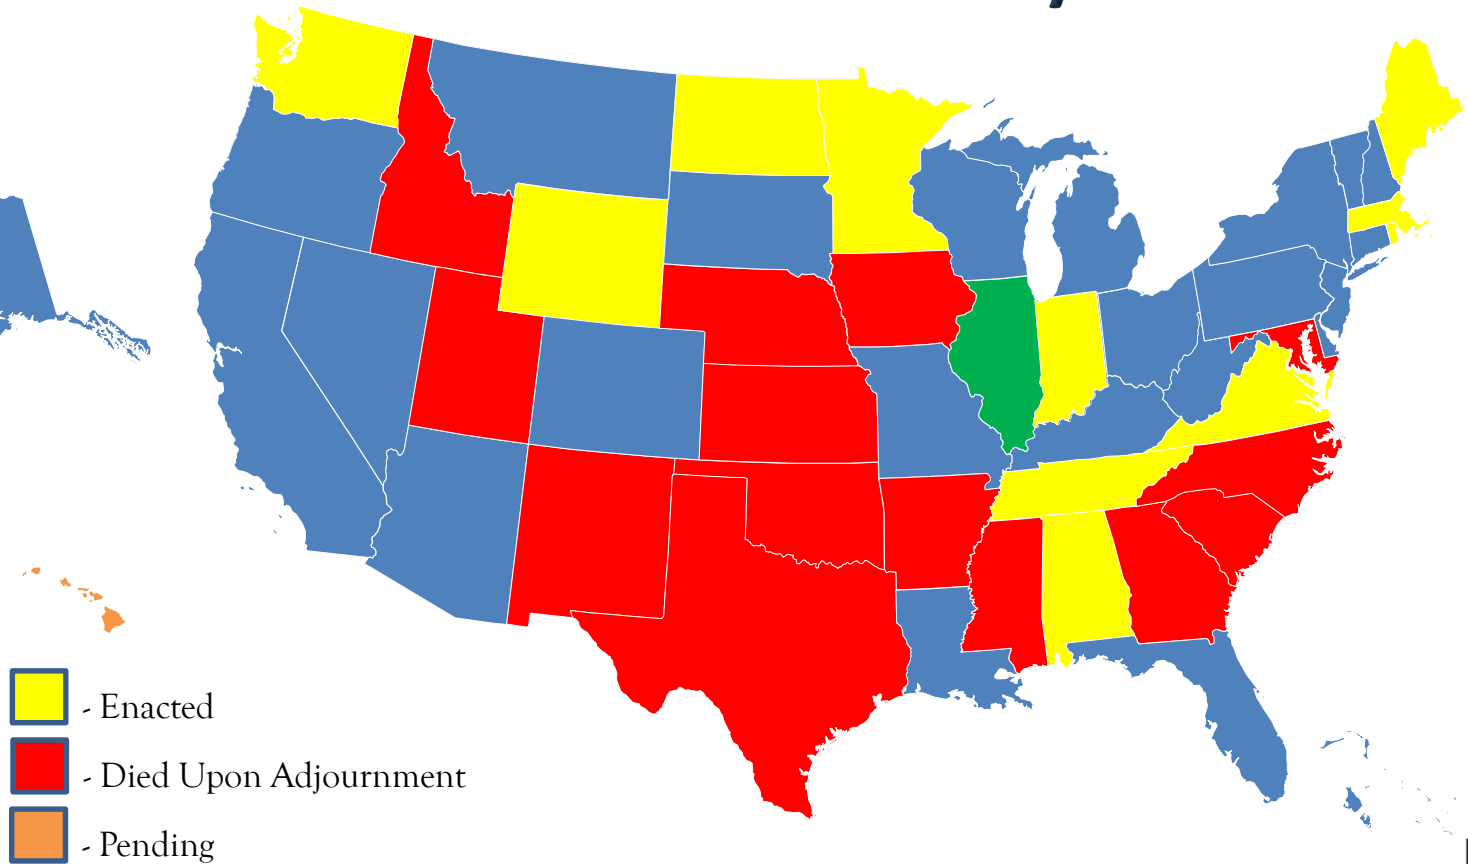 - Enacted
- Died Upon Adjournment
- Pending